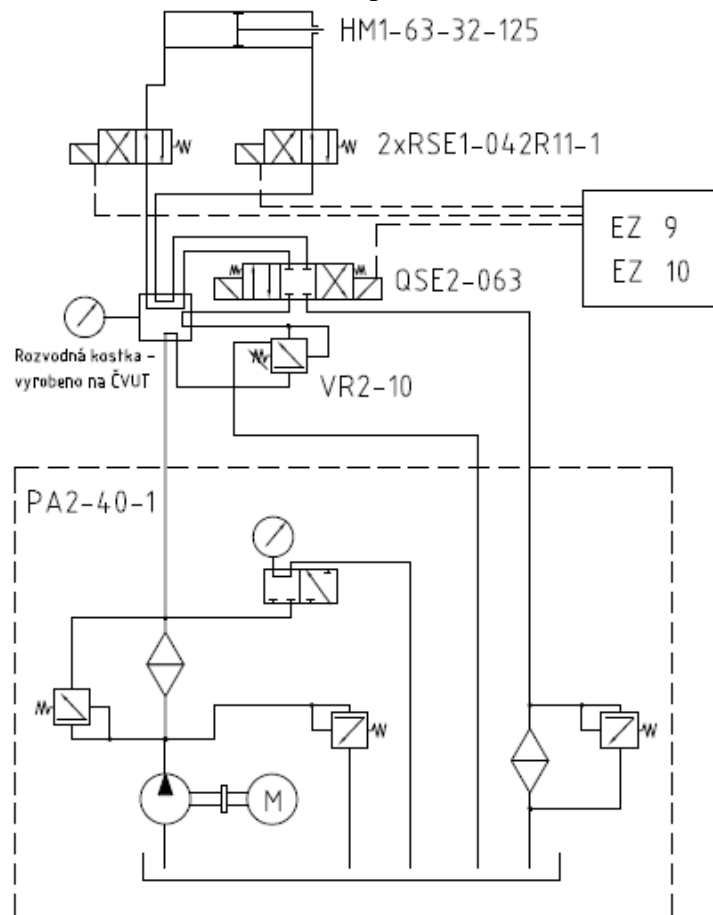 HM1-63-32-125
2xRSE1-042R11-1
EZ 9
EZ 10
QSE2-063
Rozvodná kostka -
vyrobeno na ČVUT
VR2-10
PA2-40-1
M